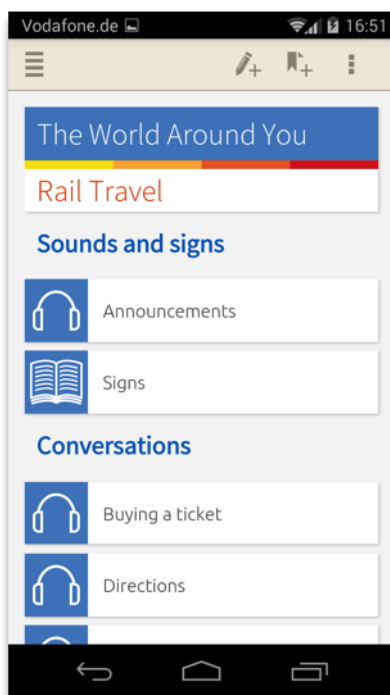 Vodafone.de 16:51
The World Around You
Rail Travel
Sounds and signs
Announcements
Signs
Conversations
Buying a ticket
Directions